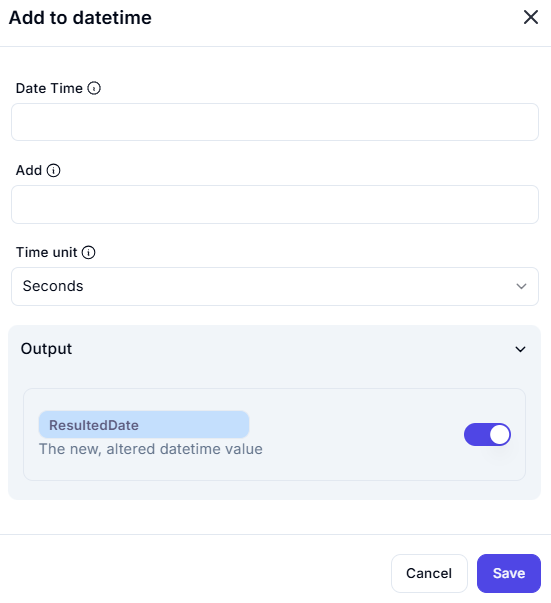 Add to datetime
Date Time
Add
Time unit
Seconds
Output
ResultedDate
The new, altered datetime value
Cancel
Save